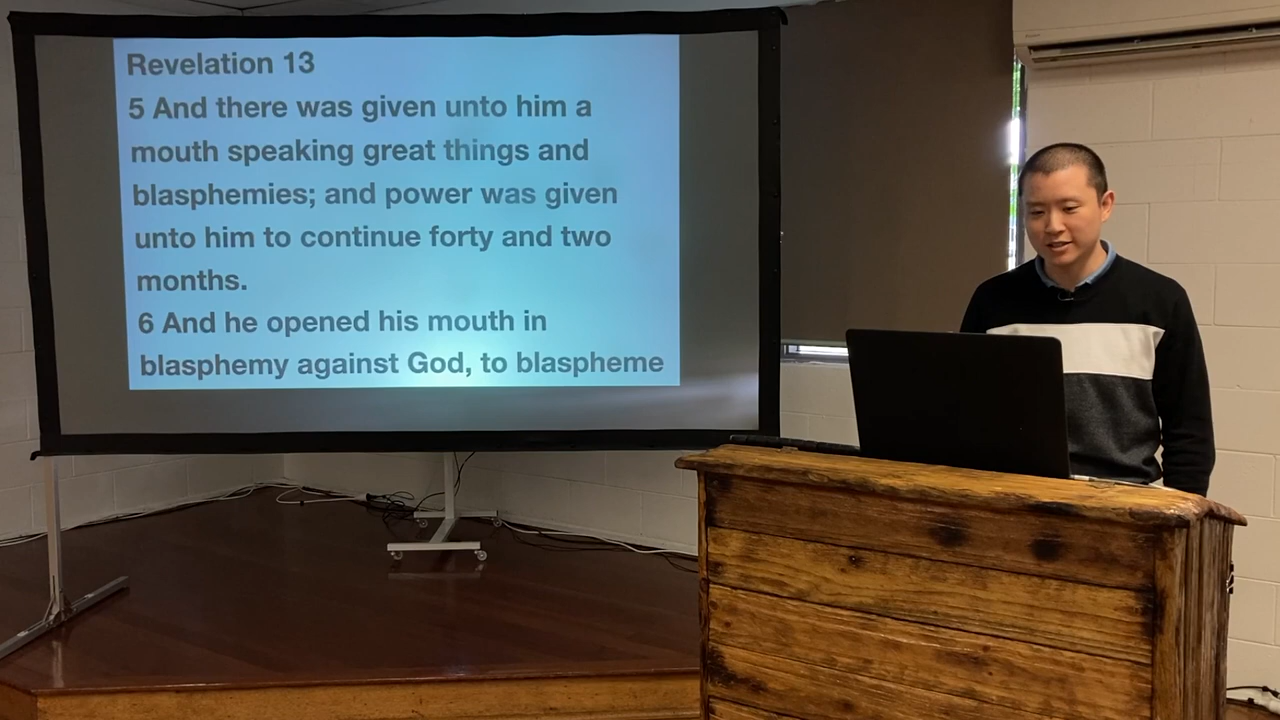 Revelation 13
5 And there was given unto him a
mouth speaking great things and
blasphemies; and power was given
unto him to continue forty and two
months.
6 And he opened his mouth in
blasphemy against God, to blaspheme